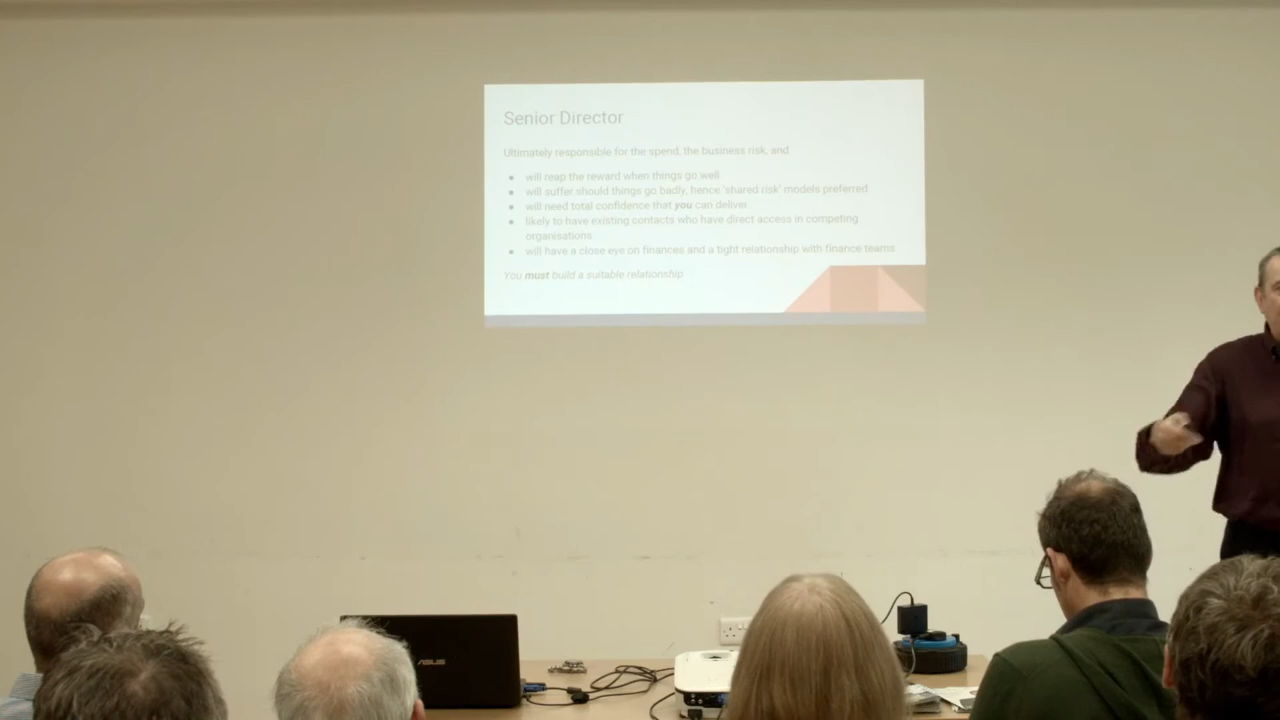 Senior Director
Ultimately responsible for the spend, the business risk, and
● will reap the reward when things go well
● will suffer should things go badly, hence 'shared risk' models preferred
● will need total confidence that you can deliver
● likely to have existing contacts who have direct access in competing
organisations
● will have a close eye on finances and a tight relationship with finance teams
You must build a suitable relationship
ASUS